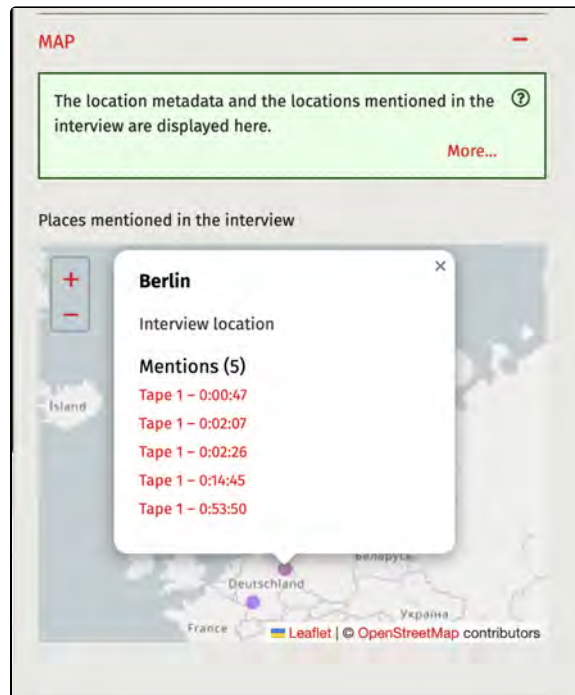 MAP
The location metadata and the locations mentioned in the
interview are displayed here.
More...
Places mentioned in the interview
+
−
×
Berlin
Interview location
Mentions (5)
Tape 1 – 0:00:47
Tape 1 – 0:02:07
Tape 1 – 0:02:26
Tape 1 – 0:14:45
Tape 1 – 0:53:50
Ísland
Беларусь
Deutschland
Україна
France
Leaflet | © OpenStreetMap contributors